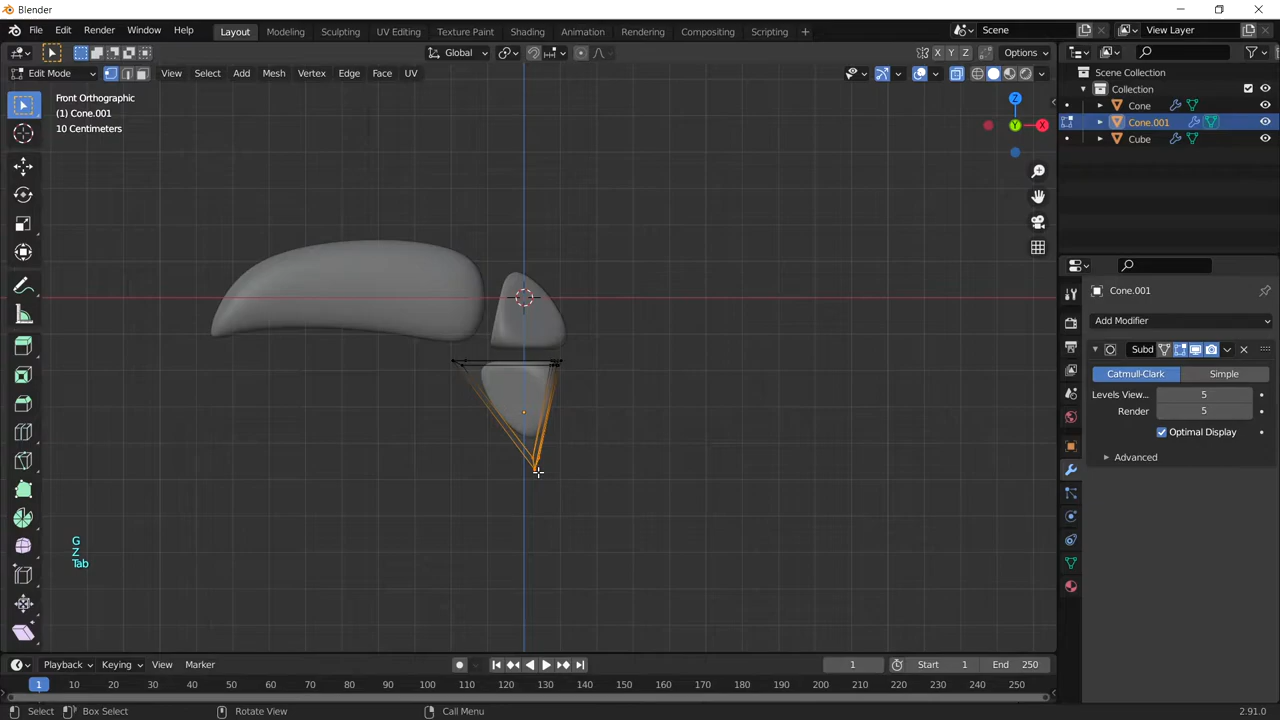 Blender
File Edit Render Window Help Layout Modeling Sculpting UV Editing Texture Paint Shading Animation Rendering Compositing Scripting + Scene View Layer
Global X Y Z Options
Edit Mode View Select Add Mesh Vertex Edge Face UV
Scene Collection
Collection
Cone
Cone.001
Cube
Front Orthographic
(1) Cone.001
10 Centimeters
Z
Y
X
Cone.001
Add Modifier
Subd
Catmull-Clark Simple
Levels View... 5
Render 5
Optimal Display
Advanced
G
Z
Tab
Playback Keying View Marker 1 Start 1 End 250
1 10 20 30 40 50 60 70 80 90 100 110 120 130 140 150 160 170 180 190 200 210 220 230 240 250
Select Box Select Rotate View Call Menu 2.91.0